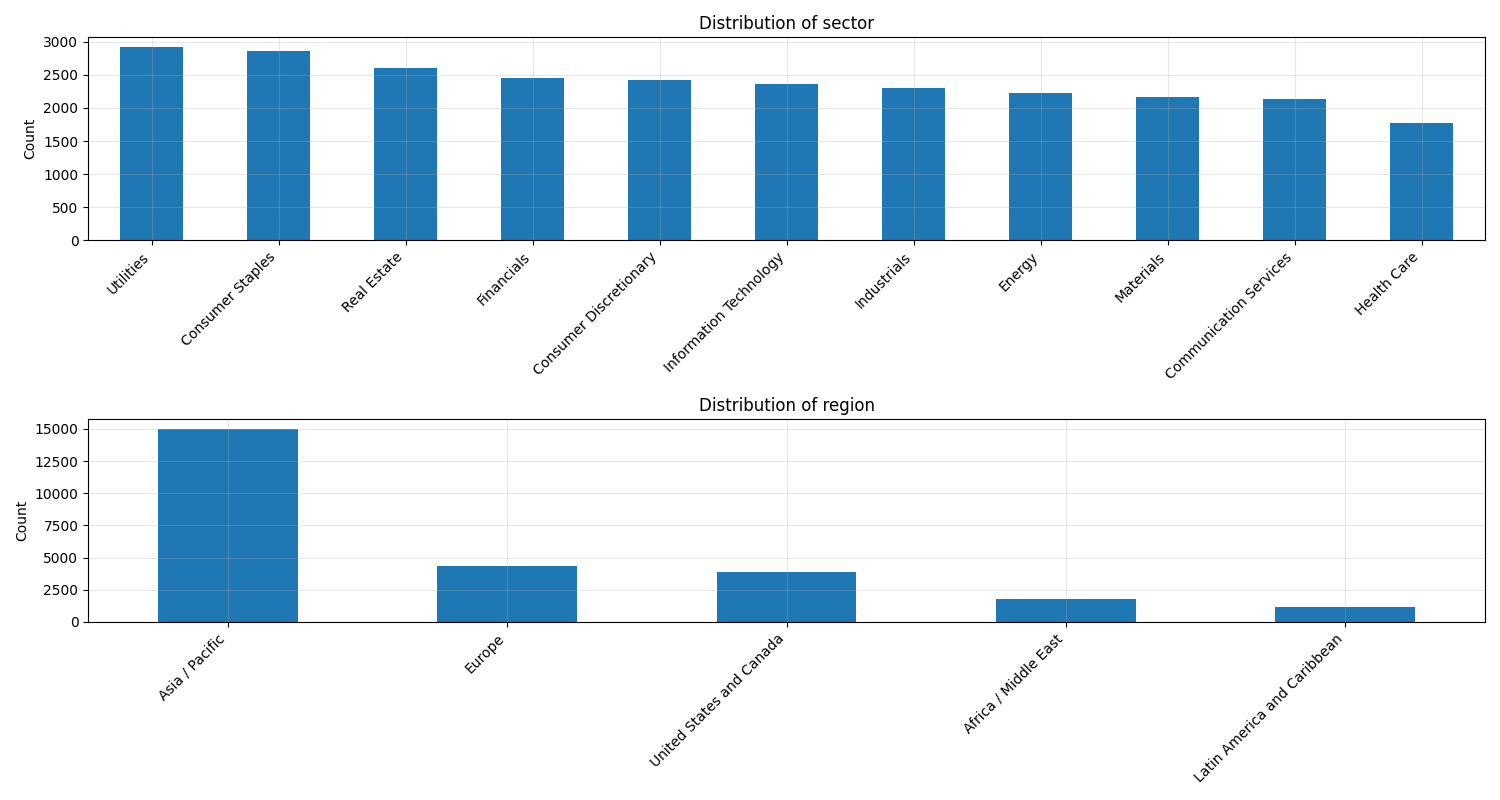 Distribution of sector
3000
2500
2000
1500
1000
500
0
Count
Utilities
Consumer Staples
Real Estate
Financials
Consumer Discretionary
Information Technology
Industrials
Energy
Materials
Communication Services
Health Care
Distribution of region
15000
12500
10000
7500
5000
2500
0
Count
Asia / Pacific
Europe
United States and Canada
Africa / Middle East
Latin America and Caribbean